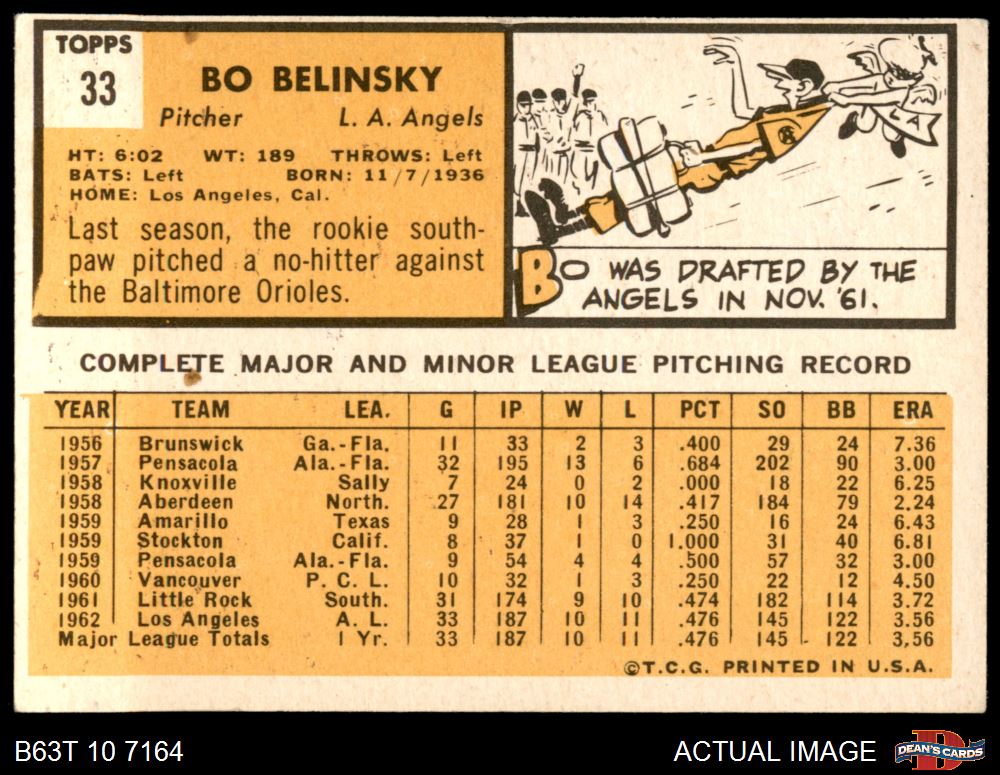 TOPPS
33
BO BELINSKY
Pitcher L. A. Angels
HT: 6:02 WT: 189 THROWS: Left
BATS: Left BORN: 11/7/1936
HOME: Los Angeles, Cal.
Last season, the rookie south-
paw pitched a no-hitter against
the Baltimore Orioles.
LA
BO WAS DRAFTED BY THE
ANGELS IN NOV. '61.
COMPLETE MAJOR AND MINOR LEAGUE PITCHING RECORD
YEAR TEAM LEA. G IP W L PCT SO BB ERA
1956 Brunswick Ga.-Fla. 11 33 2 3 .400 29 24 7.36
1957 Pensacola Ala.-Fla. 32 195 13 6 .684 202 90 3.00
1958 Knoxville Sally 7 24 0 2 .000 18 22 6.25
1958 Aberdeen North. 27 181 10 14 .417 184 79 2.24
1959 Amarillo Texas 9 28 1 3 .250 16 24 6.43
1959 Stockton Calif. 8 37 1 0 1.000 31 40 6.81
1959 Pensacola Ala.-Fla. 9 54 4 4 .500 57 32 3.00
1960 Vancouver P. C. L. 10 32 1 3 .250 22 12 4.50
1961 Little Rock South. 31 174 9 10 .474 182 114 3.72
1962 Los Angeles A. L. 33 187 10 11 .476 145 122 3.56
Major League Totals 1 Yr. 33 187 10 11 .476 145 122 3.56
©T.C.G. PRINTED IN U.S.A.
B63T 10 7164 ACTUAL IMAGE DEAN'S CARDS